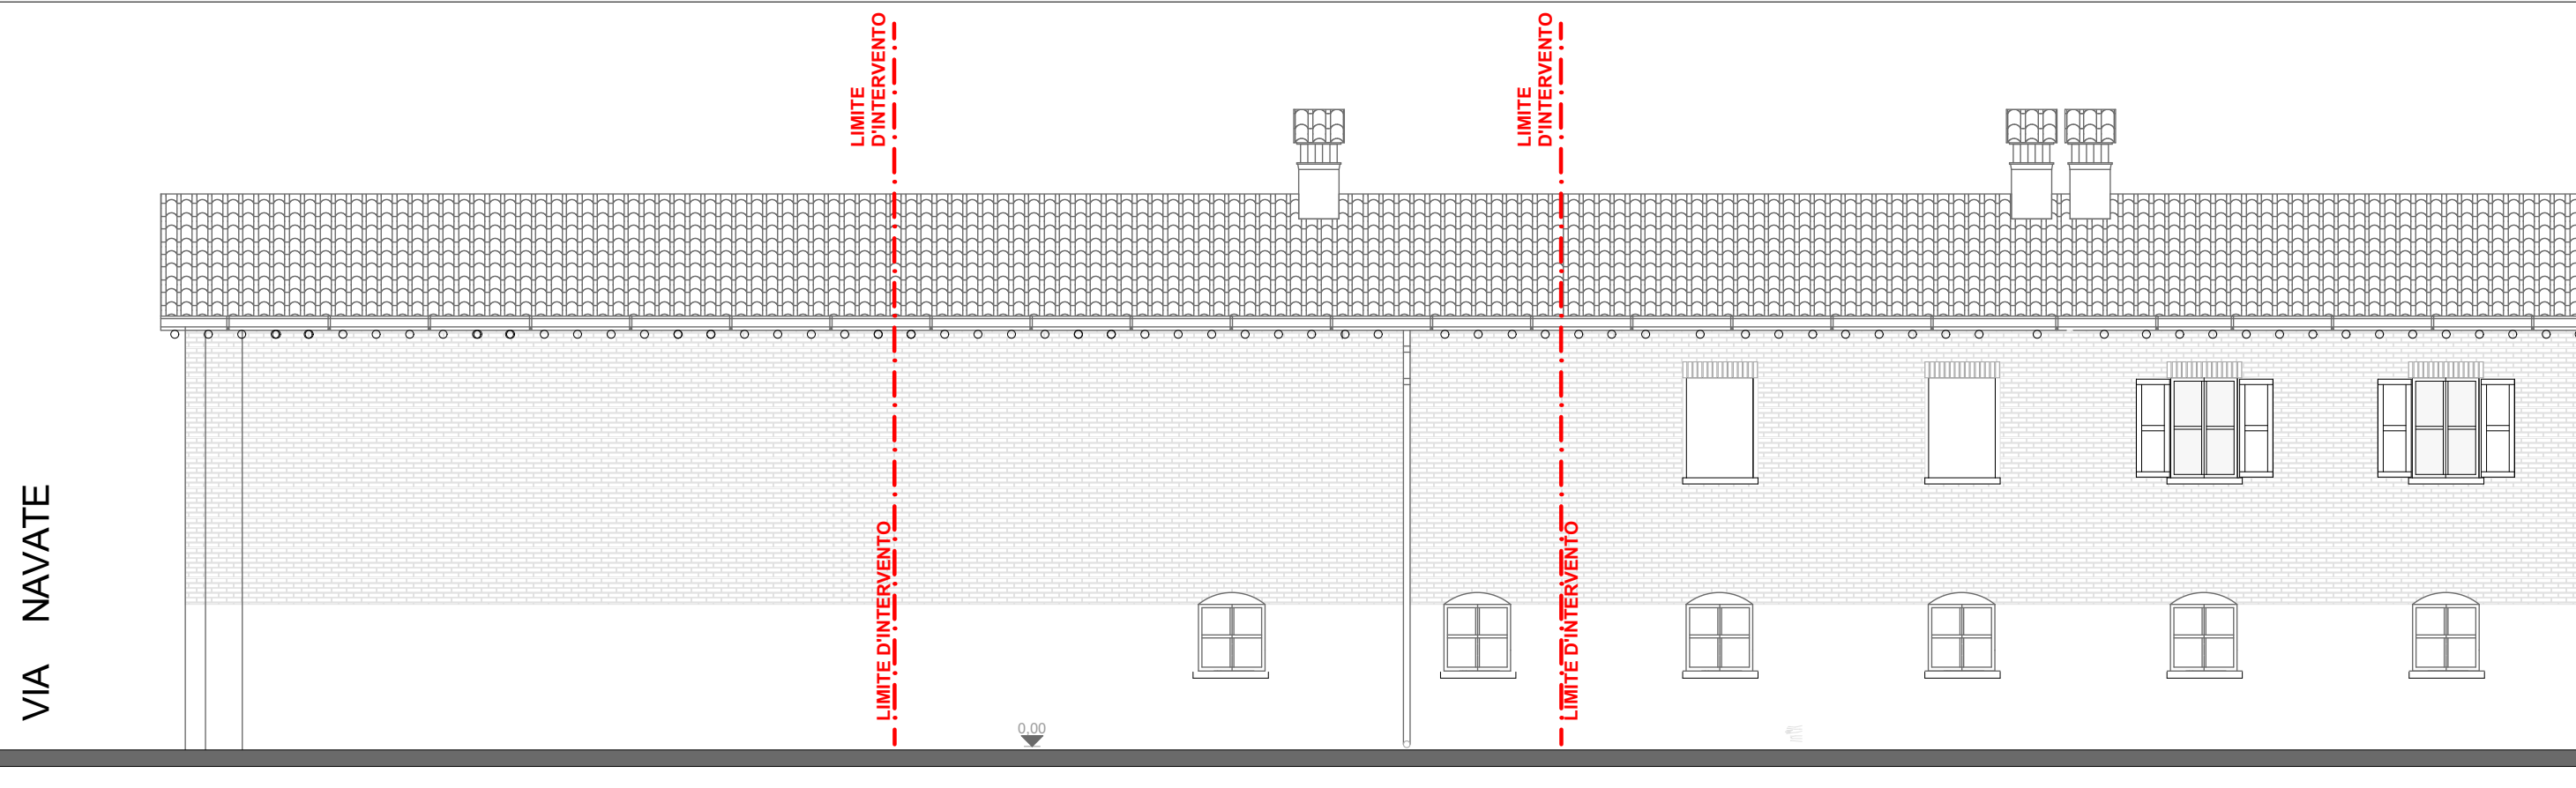 LIMITE
D'INTERVENTO
LIMITE
D'INTERVENTO
VIA NAVATE
LIMITE D'INTERVENTO
LIMITE D'INTERVENTO
0,00